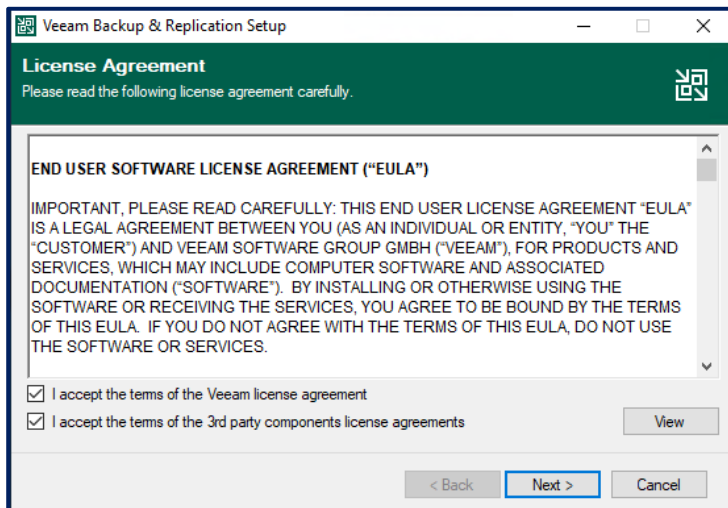 Veeam Backup & Replication Setup
License Agreement
Please read the following license agreement carefully.
END USER SOFTWARE LICENSE AGREEMENT (“EULA”)
IMPORTANT, PLEASE READ CAREFULLY: THIS END USER LICENSE AGREEMENT “EULA”
IS A LEGAL AGREEMENT BETWEEN YOU (AS AN INDIVIDUAL OR ENTITY, “YOU” THE
“CUSTOMER”) AND VEEAM SOFTWARE GROUP GMBH (“VEEAM”), FOR PRODUCTS AND
SERVICES, WHICH MAY INCLUDE COMPUTER SOFTWARE AND ASSOCIATED
DOCUMENTATION (“SOFTWARE”).  BY INSTALLING OR OTHERWISE USING THE
SOFTWARE OR RECEIVING THE SERVICES, YOU AGREE TO BE BOUND BY THE TERMS
OF THIS EULA.  IF YOU DO NOT AGREE WITH THE TERMS OF THIS EULA, DO NOT USE
THE SOFTWARE OR SERVICES.
I accept the terms of the Veeam license agreement
I accept the terms of the 3rd party components license agreements
View
< Back
Next >
Cancel